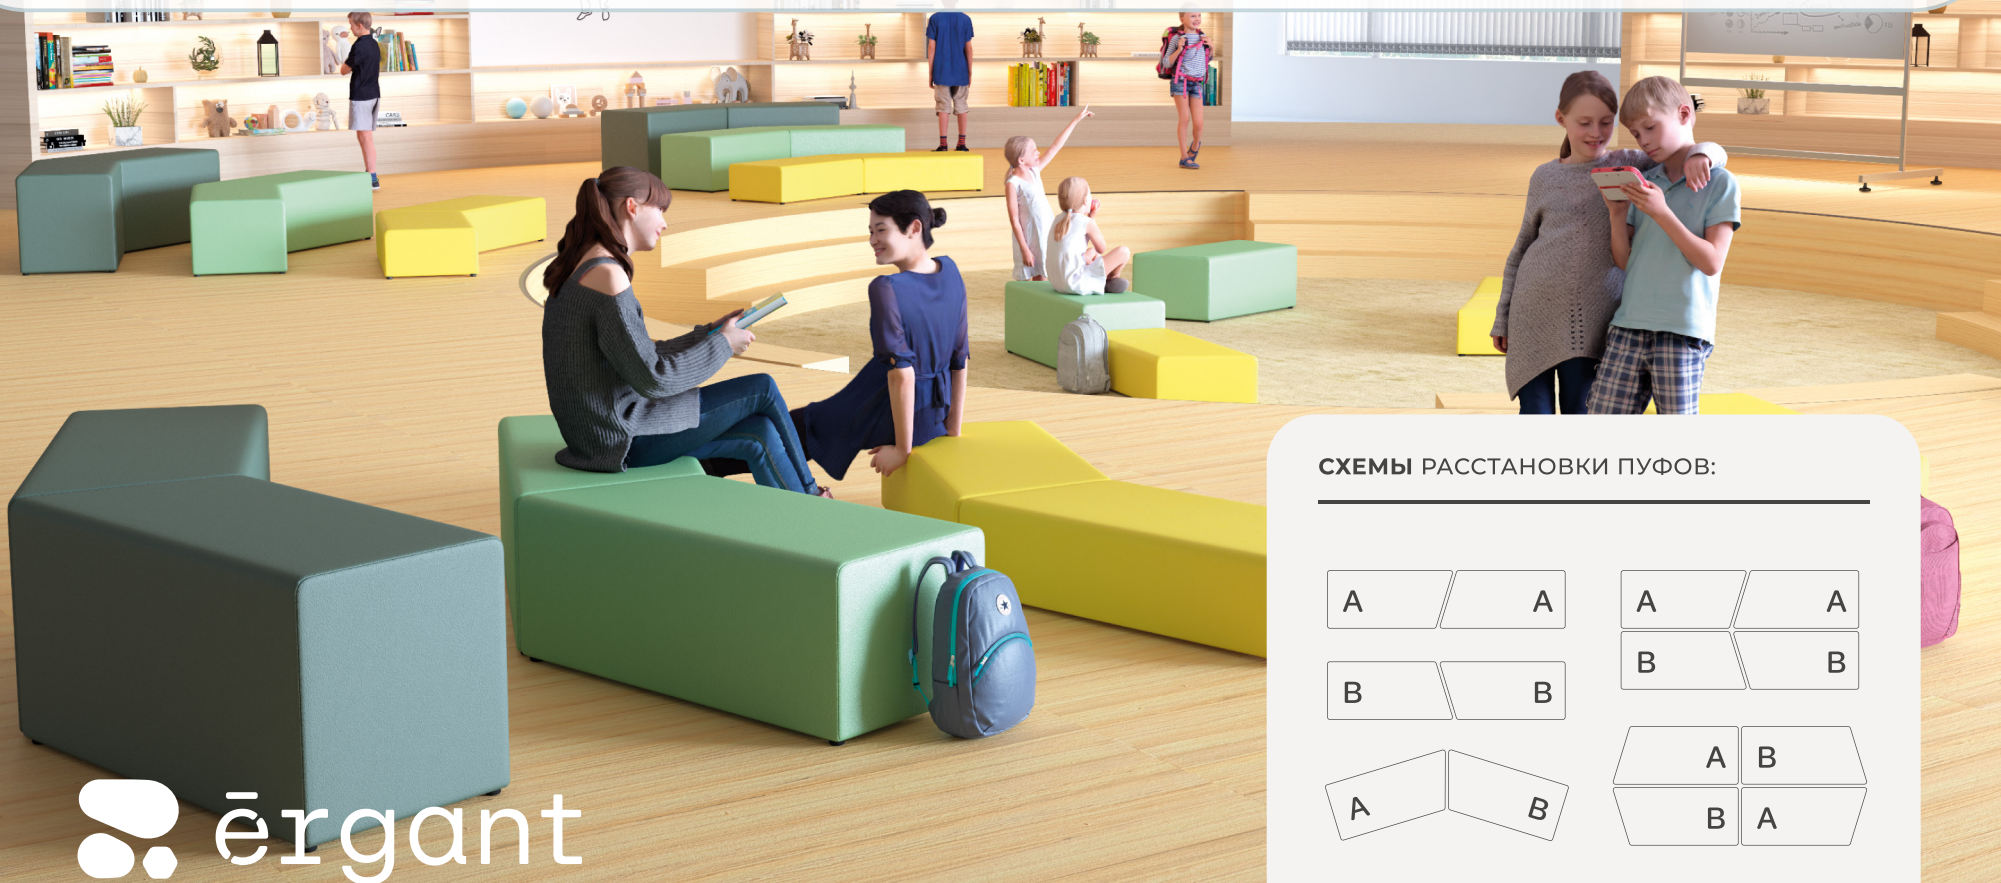 СХЕМЫ РАССТАНОВКИ ПУФОВ:
A A
B B
A B
A A
B B
A B
B A
ērgant